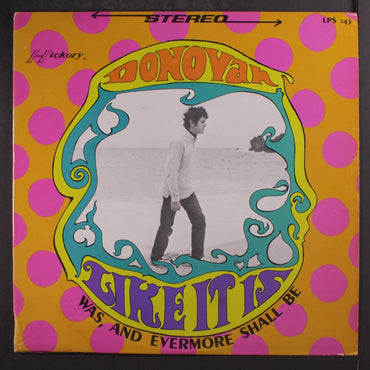 STEREO
LPS 143
Hickory
DONOVAN
LIKE IT IS
WAS, AND EVERMORE SHALL BE